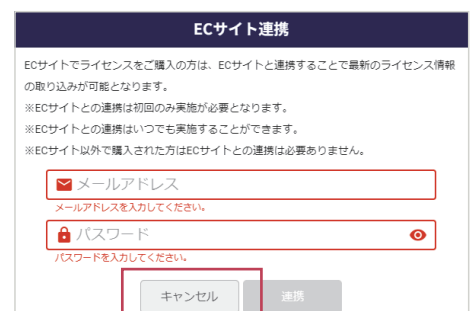 ECサイト連携
ECサイトでライセンスをご購入の方は、ECサイトと連携することで最新のライセンス情報
の取り込みが可能となります。
※ECサイトとの連携は初回のみ実施が必要となります。
※ECサイトとの連携はいつでも実施することができます。
※ECサイト以外で購入された方はECサイトとの連携は必要ありません。
メールアドレス
メールアドレスを入力してください。
パスワード
パスワードを入力してください。
キャンセル 連携